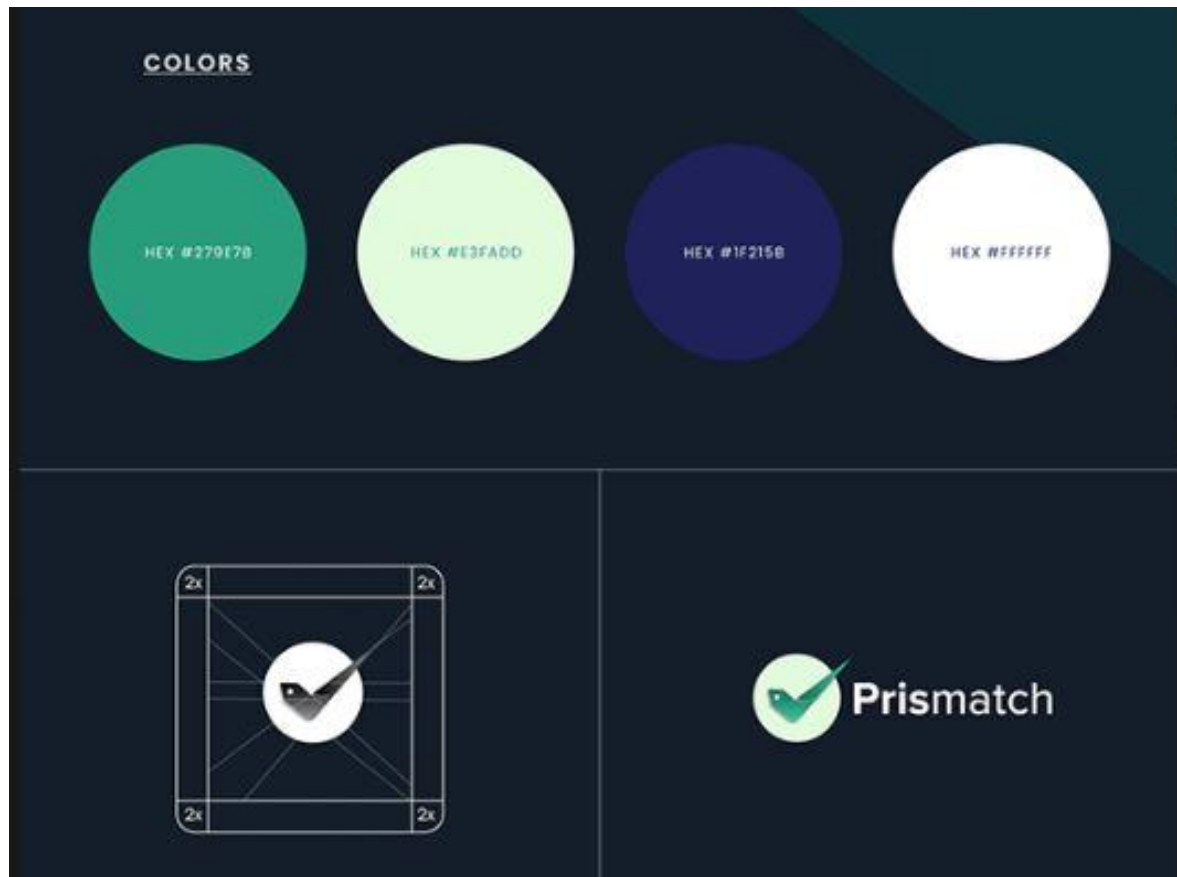 COLORS
HEX #279E7B
HEX #E3FADD
HEX #1F215B
HEX #FFFFFF
2x
2x
2x
2x
Prismatch